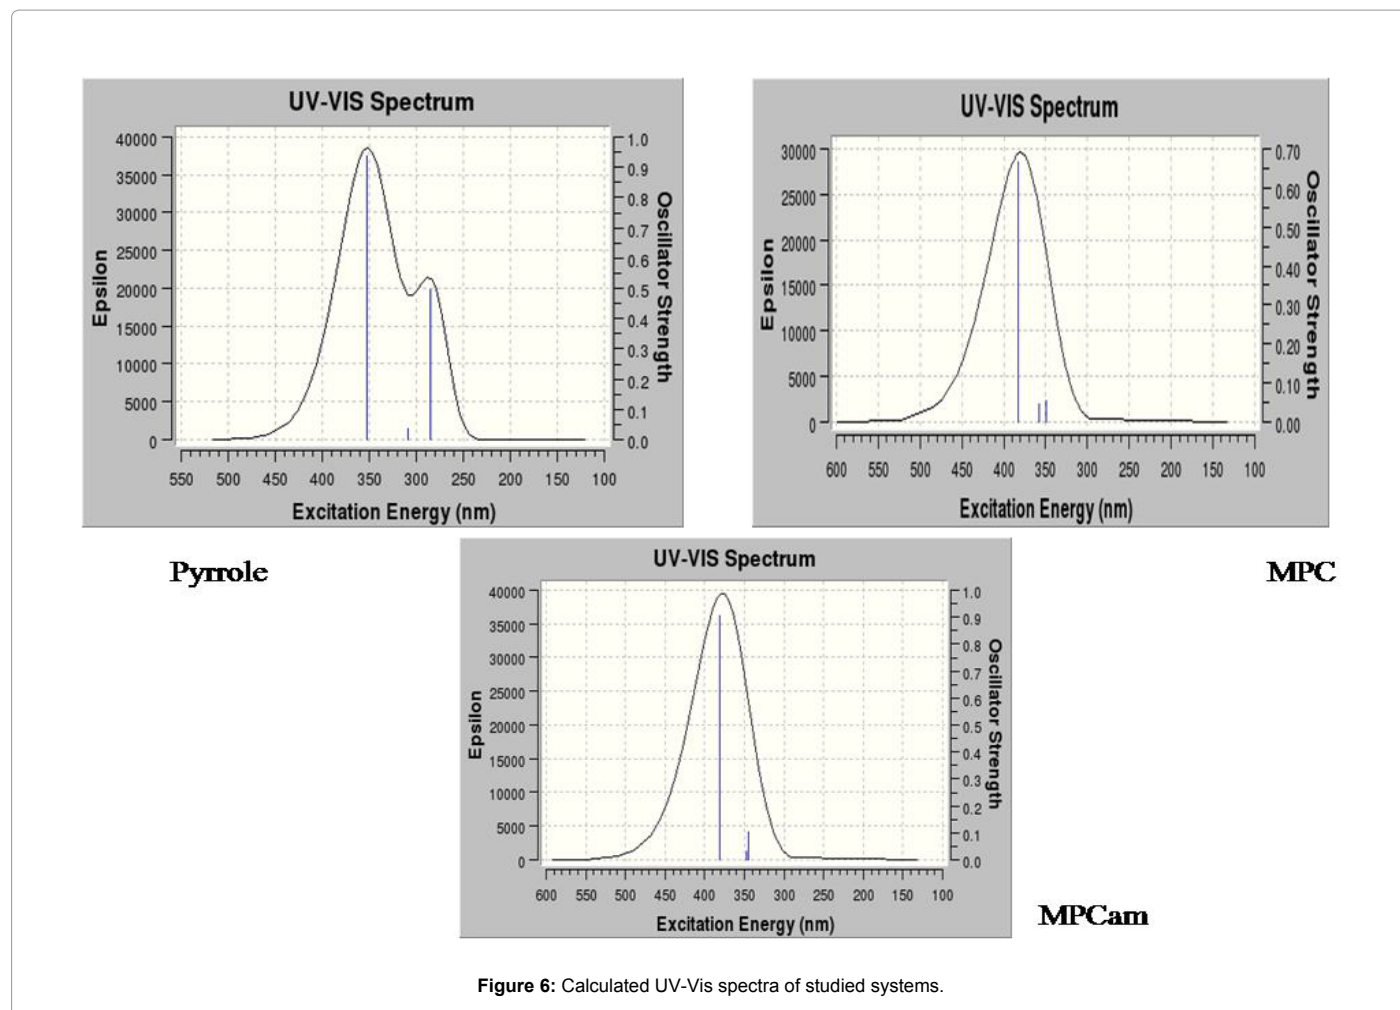 UV-VIS Spectrum
Epsilon
40000
35000
30000
25000
20000
15000
10000
5000
0
1.0
0.9
0.8
0.7
0.6
0.5
0.4
0.3
0.2
0.1
0.0
Oscillator Strength
550 500 450 400 350 300 250 200 150 100
Excitation Energy (nm)
Pyrrole
UV-VIS Spectrum
Epsilon
30000
25000
20000
15000
10000
5000
0
0.70
0.60
0.50
0.40
0.30
0.20
0.10
0.00
Oscillator Strength
600 550 500 450 400 350 300 250 200 150 100
Excitation Energy (nm)
MPC
UV-VIS Spectrum
Epsilon
40000
35000
30000
25000
20000
15000
10000
5000
0
1.0
0.9
0.8
0.7
0.6
0.5
0.4
0.3
0.2
0.1
0.0
Oscillator Strength
600 550 500 450 400 350 300 250 200 150 100
Excitation Energy (nm)
MPCam
Figure 6: Calculated UV-Vis spectra of studied systems.